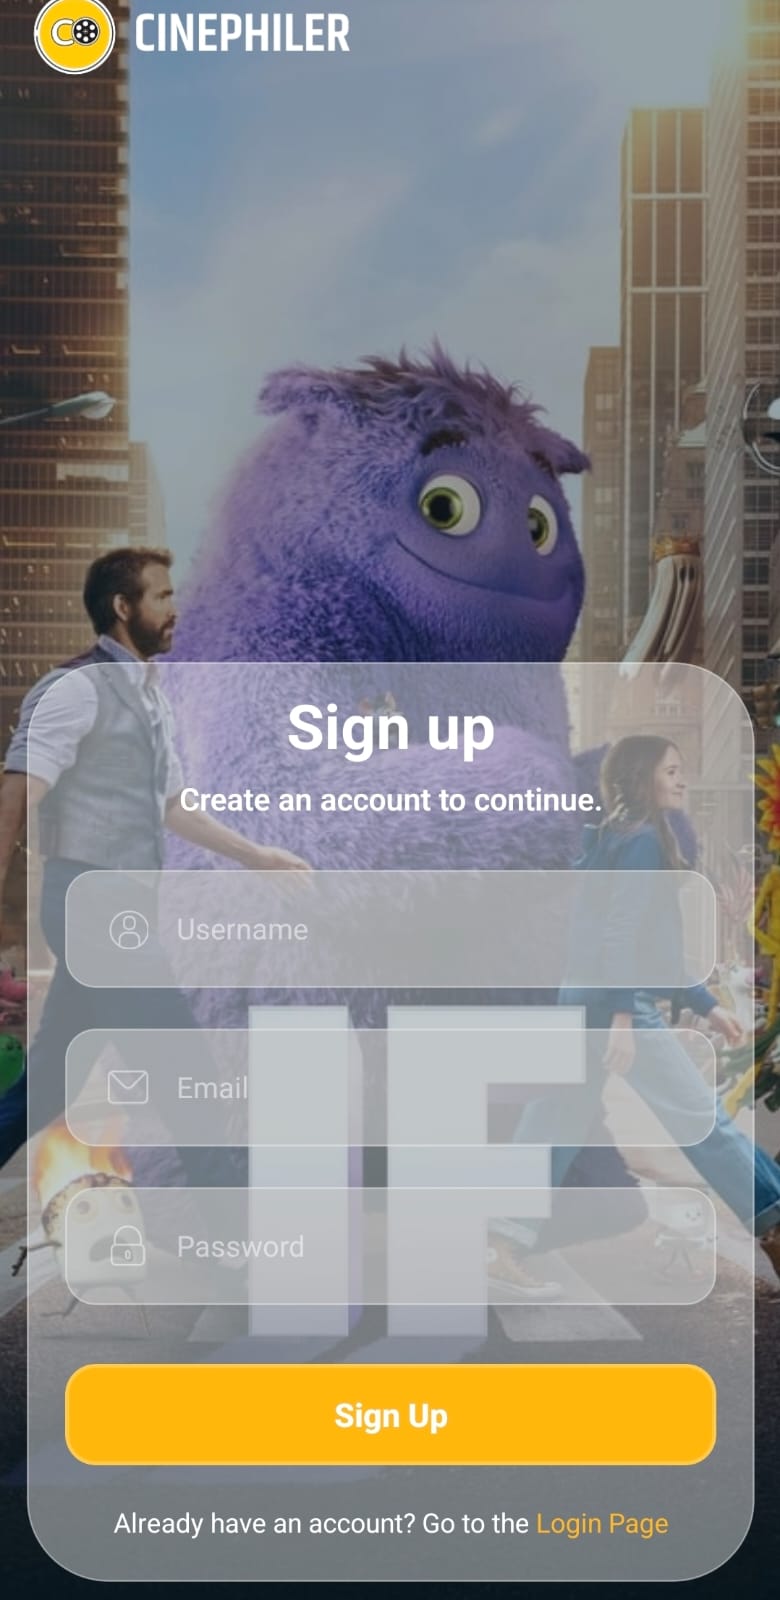 CO CINEPHILER
Sign up
Create an account to continue.
Username
IF
Email
Password
Sign Up
Already have an account? Go to the Login Page